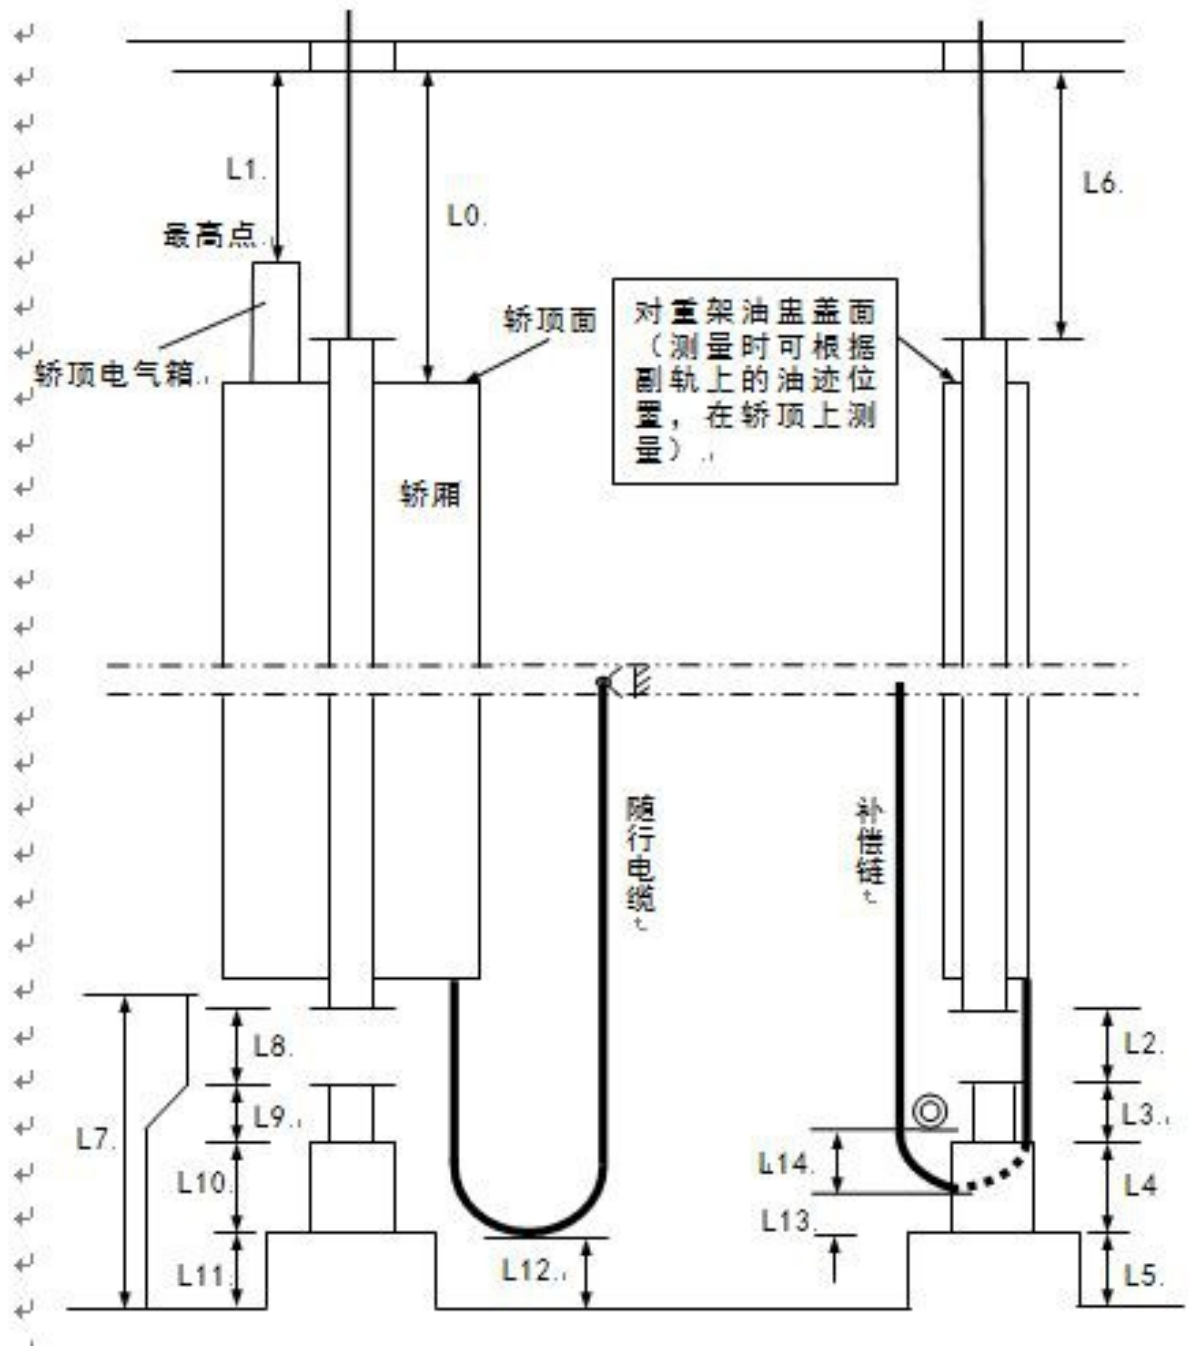 L1.
L0.
L6.
最高点
轿顶面
轿顶电气箱
对重架油盅盖面
（测量时可根据
副轨上的油迹位
置，在轿顶上测
量）
轿厢
随行电缆
补偿链
L8.
L2.
L9.
L3.
L7.
L14.
L10.
L4
L13.
L12.
L11.
L5.